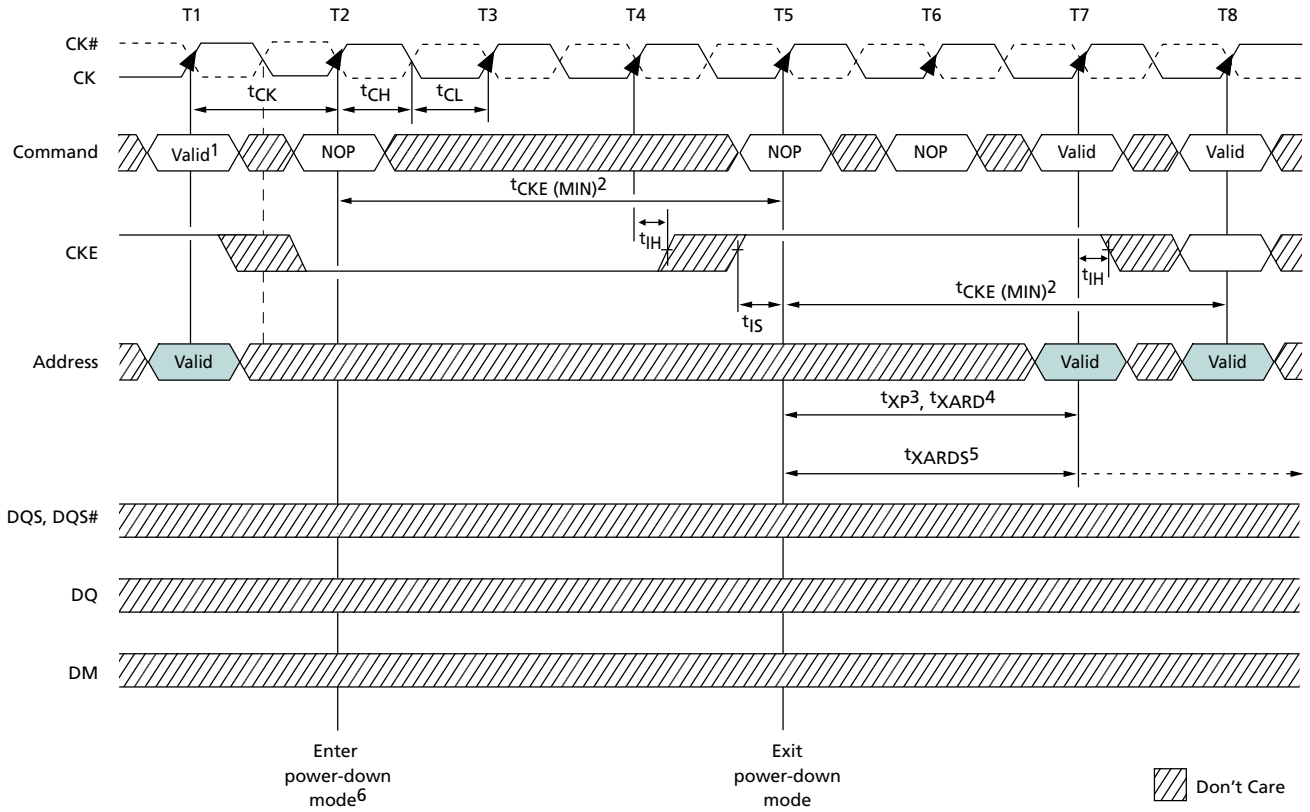 T1 T2 T3 T4 T5 T6 T7 T8
CK#
CK
tCK tCH tCL
Command Valid1 NOP NOP NOP Valid Valid
tCKE (MIN)2
CKE tIH tIH
tCKE (MIN)2
tIS
Address Valid Valid Valid
tXP3, tXARD4
tXARDS5
DQS, DQS#
DQ
DM
Enter
power-down
mode6
Exit
power-down
mode
Don't Care